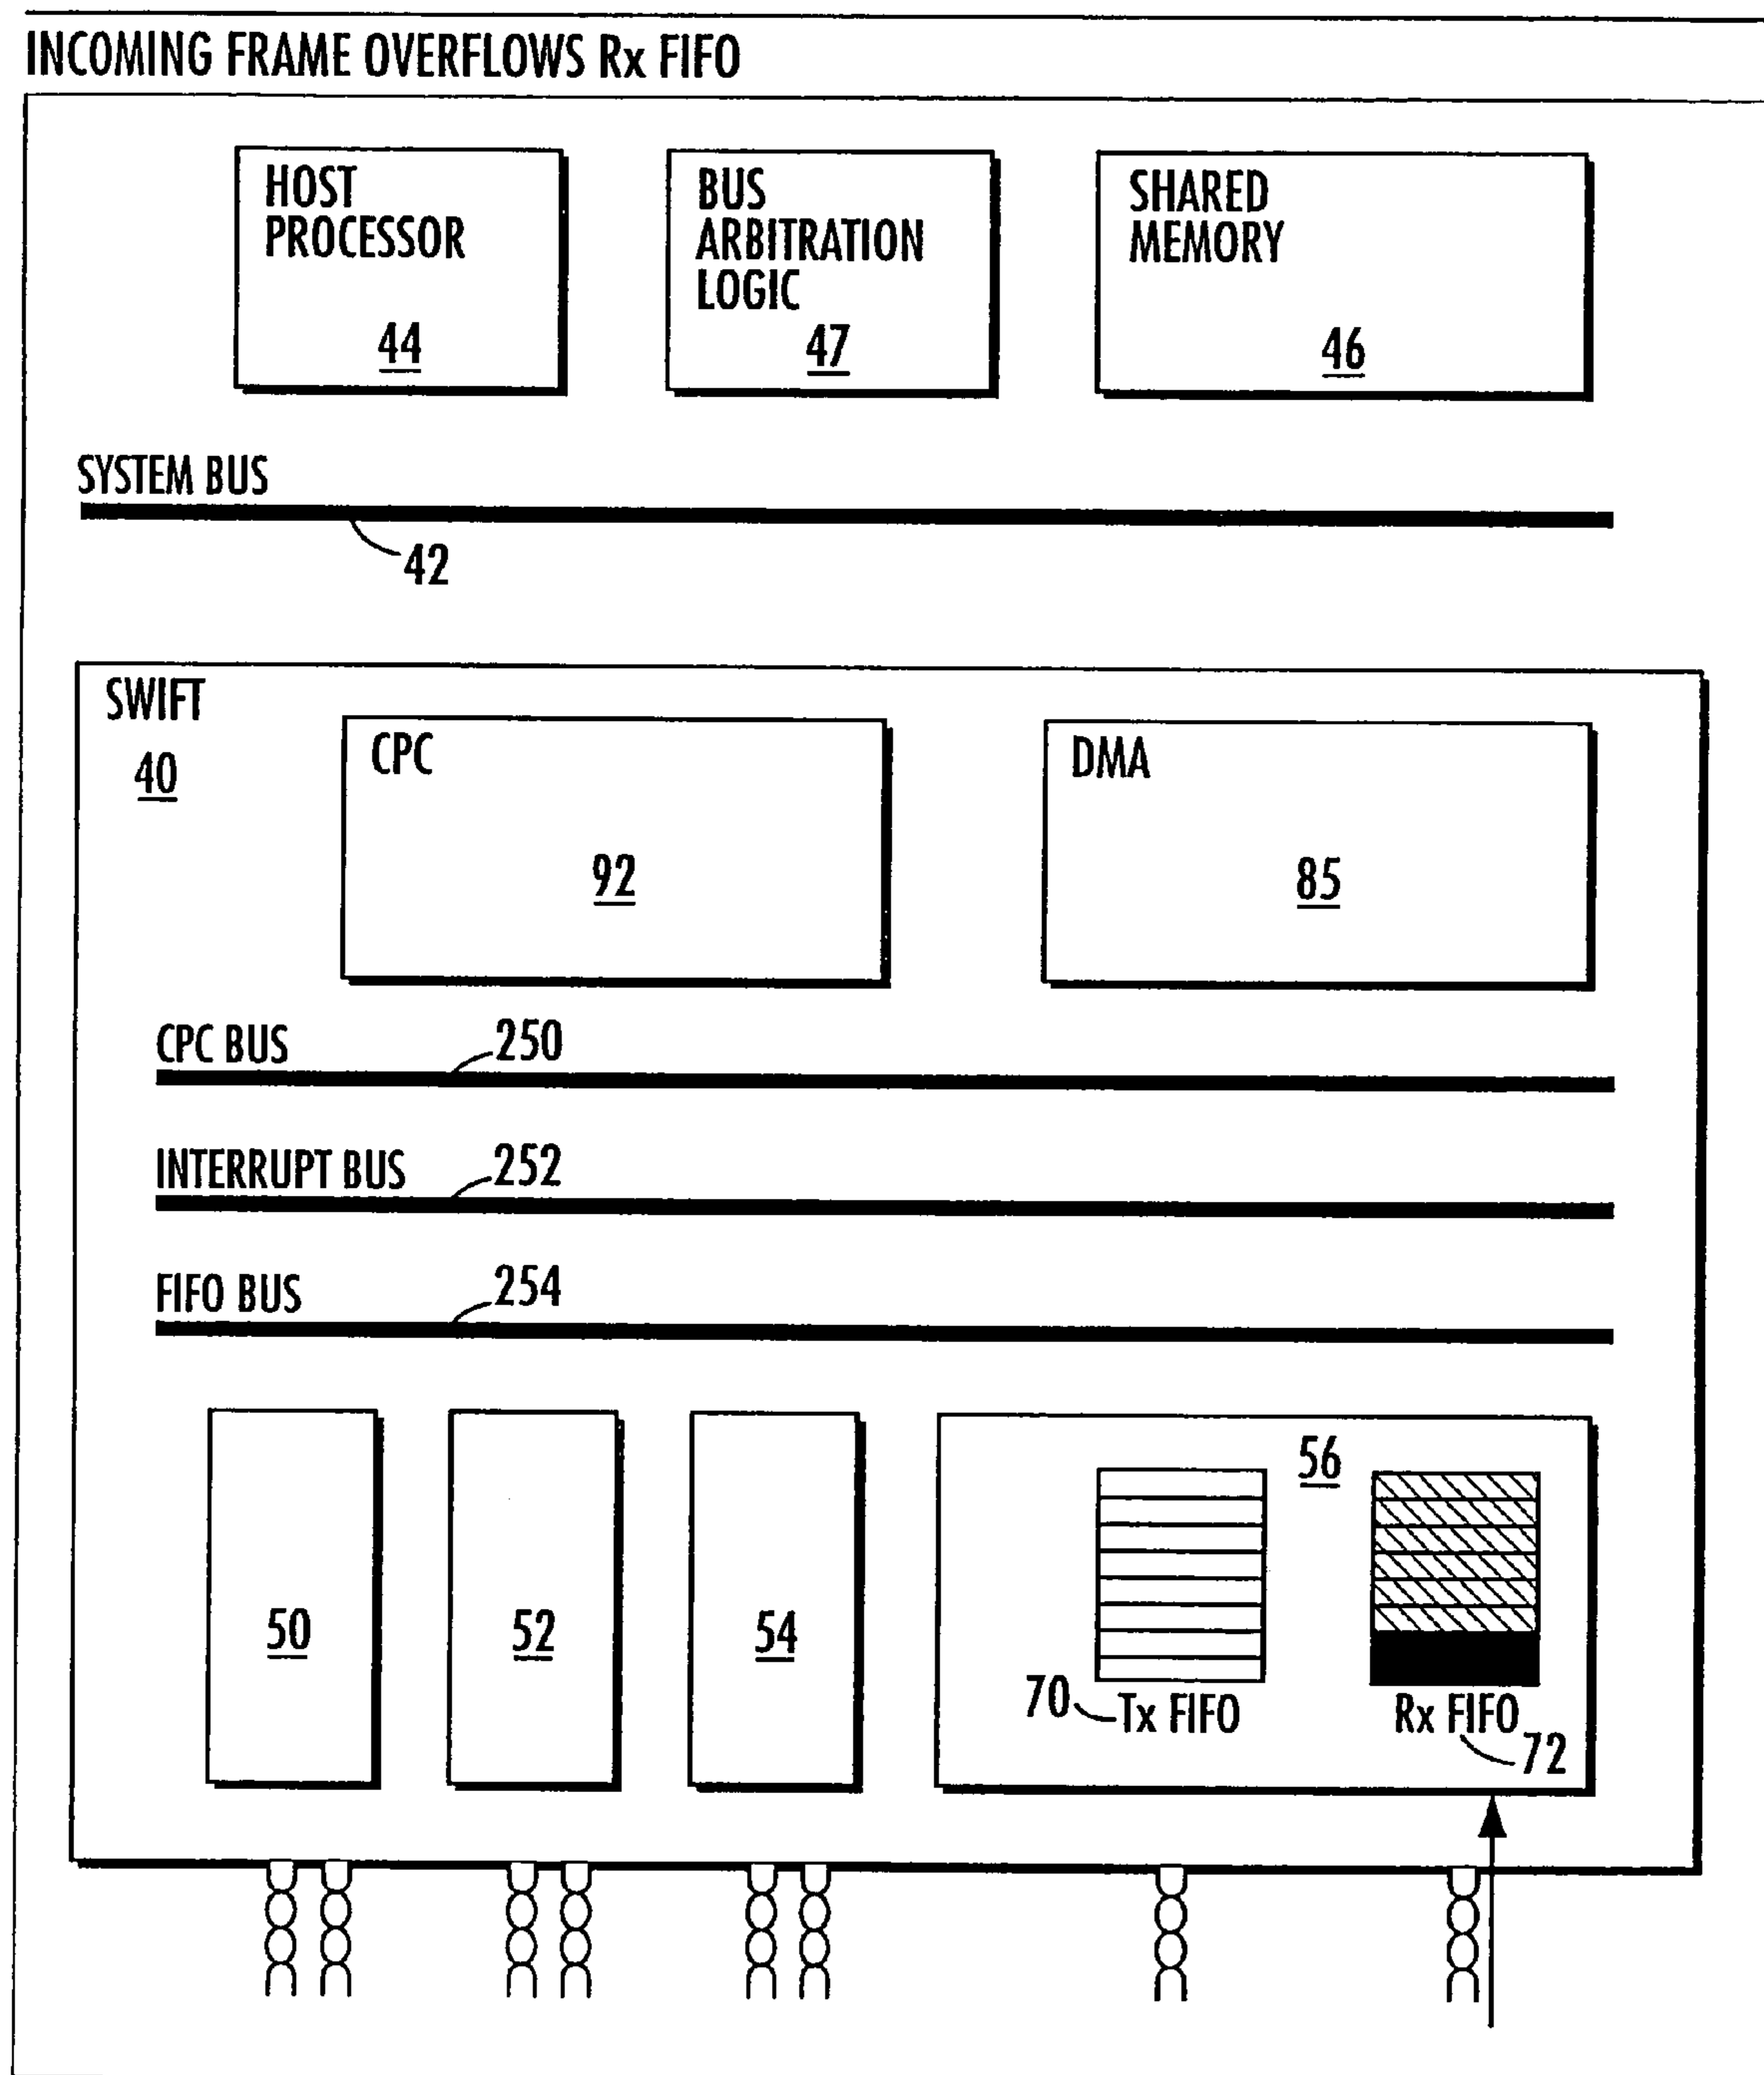 INCOMING FRAME OVERFLOWS Rx FIFO
HOST
PROCESSOR
44
BUS
ARBITRATION
LOGIC
47
SHARED
MEMORY
46
SYSTEM BUS
42
SWIFT
40
CPC
92
DMA
85
CPC BUS
250
INTERRUPT BUS
252
FIFO BUS
254
50
52
54
56
70
Tx FIFO
Rx FIFO
72